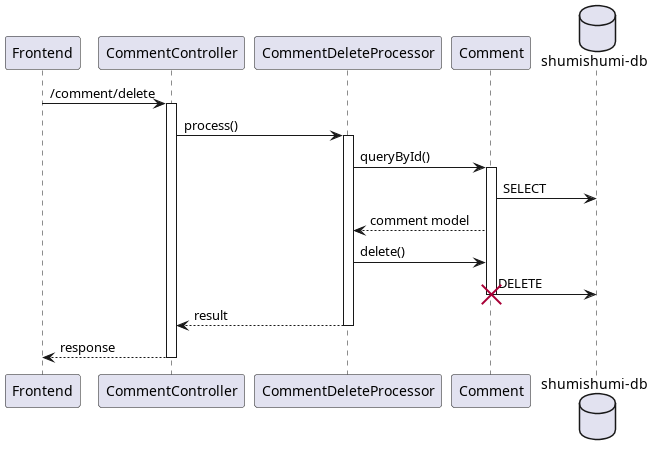 shumishumi-db
Frontend
CommentController
CommentDeleteProcessor
Comment
/comment/delete
process()
queryById()
SELECT
comment model
delete()
DELETE
result
response
Frontend
CommentController
CommentDeleteProcessor
Comment
shumishumi-db